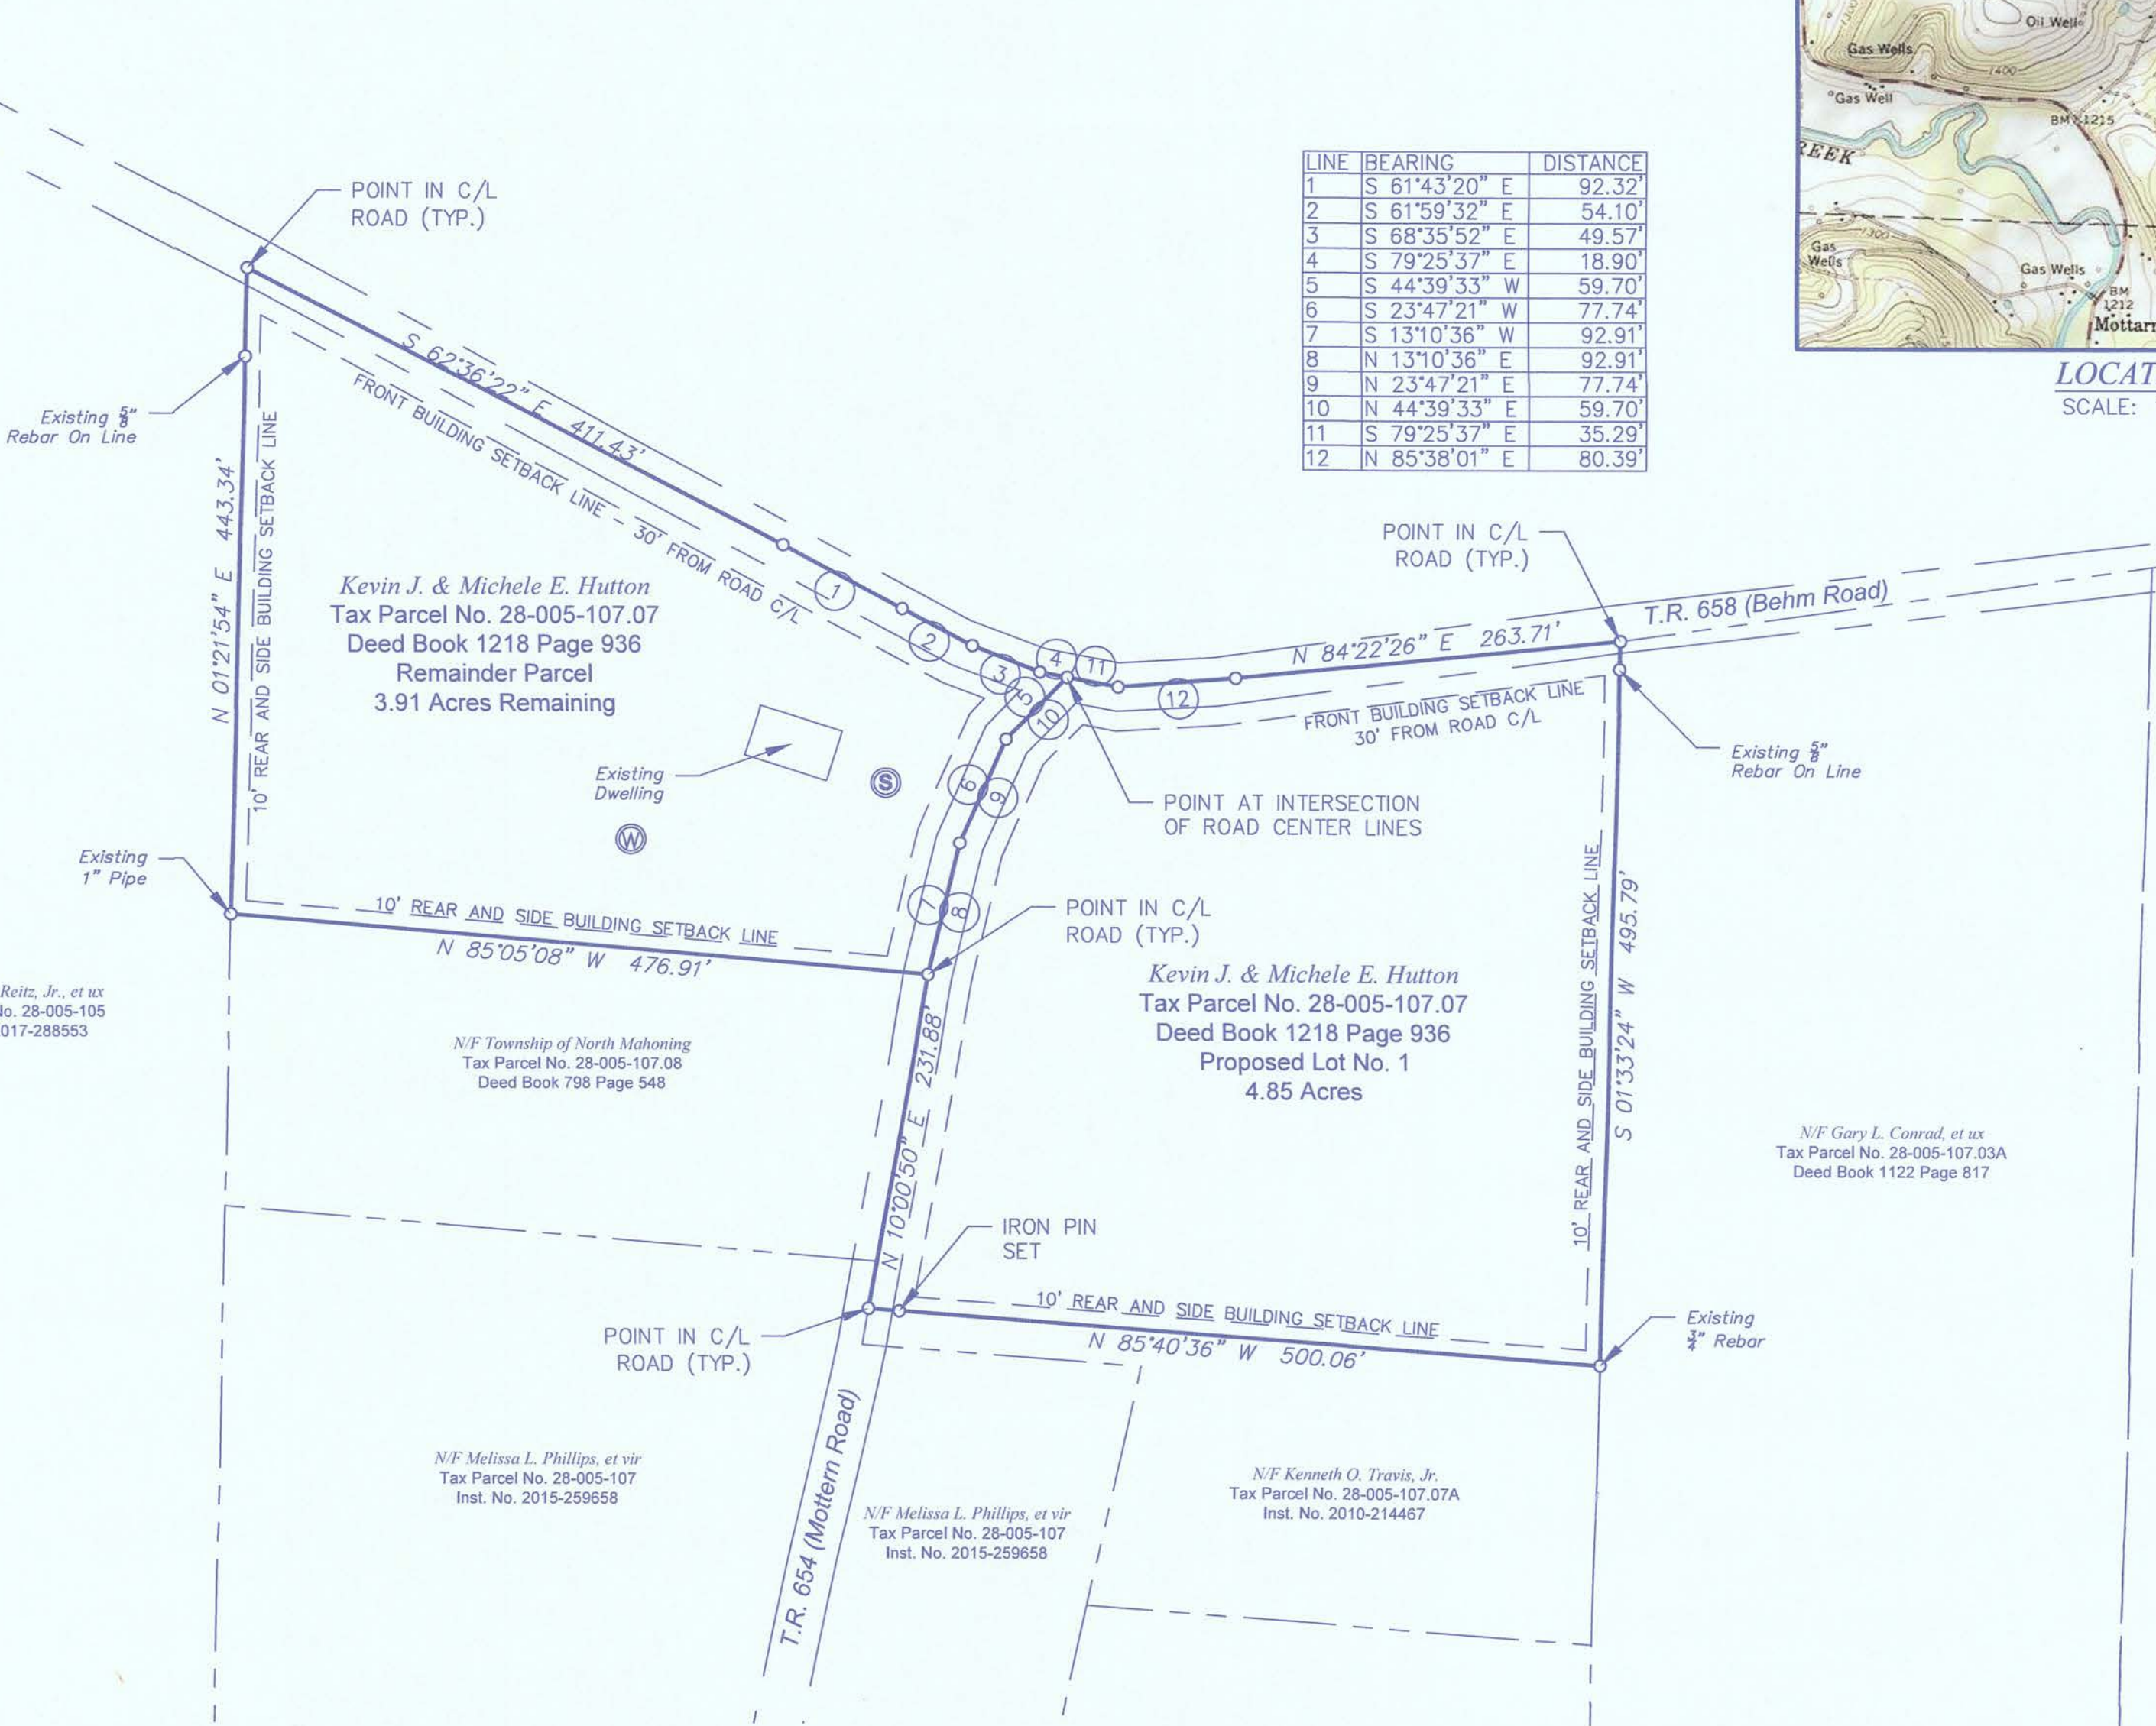 Oil Well
Gas Wells
1400
Gas Well
BM 1215
REEK
1300
Gas
Wells
Gas Wells
BM
1212
Mottarn
LOCAT
SCALE:
LINE BEARING DISTANCE
1 S 61°43'20" E 92.32'
2 S 61°59'32" E 54.10'
3 S 68°35'52" E 49.57'
4 S 79°25'37" E 18.90'
5 S 44°39'33" W 59.70'
6 S 23°47'21" W 77.74'
7 S 13°10'36" W 92.91'
8 N 13°10'36" E 92.91'
9 N 23°47'21" E 77.74'
10 N 44°39'33" E 59.70'
11 S 79°25'37" E 35.29'
12 N 85°38'01" E 80.39'
POINT IN C/L
ROAD (TYP.)
S 62°36'22" E 411.43'
FRONT BUILDING SETBACK LINE - 30' FROM ROAD C/L
Existing 5/8"
Rebar On Line
N 01°21'54" E 443.34'
10' REAR AND SIDE BUILDING SETBACK LINE
Kevin J. & Michele E. Hutton
Tax Parcel No. 28-005-107.07
Deed Book 1218 Page 936
Remainder Parcel
3.91 Acres Remaining
Existing
Dwelling
S
W
1
2
3
4
11
5
10
12
6
9
7
8
POINT IN C/L
ROAD (TYP.)
T.R. 658 (Behm Road)
N 84°22'26" E 263.71'
FRONT BUILDING SETBACK LINE
30' FROM ROAD C/L
Existing 5/8"
Rebar On Line
POINT AT INTERSECTION
OF ROAD CENTER LINES
Existing
1" Pipe
10' REAR AND SIDE BUILDING SETBACK LINE
N 85°05'08" W 476.91'
POINT IN C/L
ROAD (TYP.)
Kevin J. & Michele E. Hutton
Tax Parcel No. 28-005-107.07
Deed Book 1218 Page 936
Proposed Lot No. 1
4.85 Acres
10' REAR AND SIDE BUILDING SETBACK LINE
S 01°33'24" W 495.79'
Reitz, Jr., et ux
No. 28-005-105
017-288553
N/F Township of North Mahoning
Tax Parcel No. 28-005-107.08
Deed Book 798 Page 548
N 10°00'50" E 231.88'
N/F Gary L. Conrad, et ux
Tax Parcel No. 28-005-107.03A
Deed Book 1122 Page 817
IRON PIN
SET
10' REAR AND SIDE BUILDING SETBACK LINE
N 85°40'36" W 500.06'
POINT IN C/L
ROAD (TYP.)
Existing
3/4" Rebar
T.R. 654 (Mottern Road)
N/F Melissa L. Phillips, et vir
Tax Parcel No. 28-005-107
Inst. No. 2015-259658
N/F Melissa L. Phillips, et vir
Tax Parcel No. 28-005-107
Inst. No. 2015-259658
N/F Kenneth O. Travis, Jr.
Tax Parcel No. 28-005-107.07A
Inst. No. 2010-214467